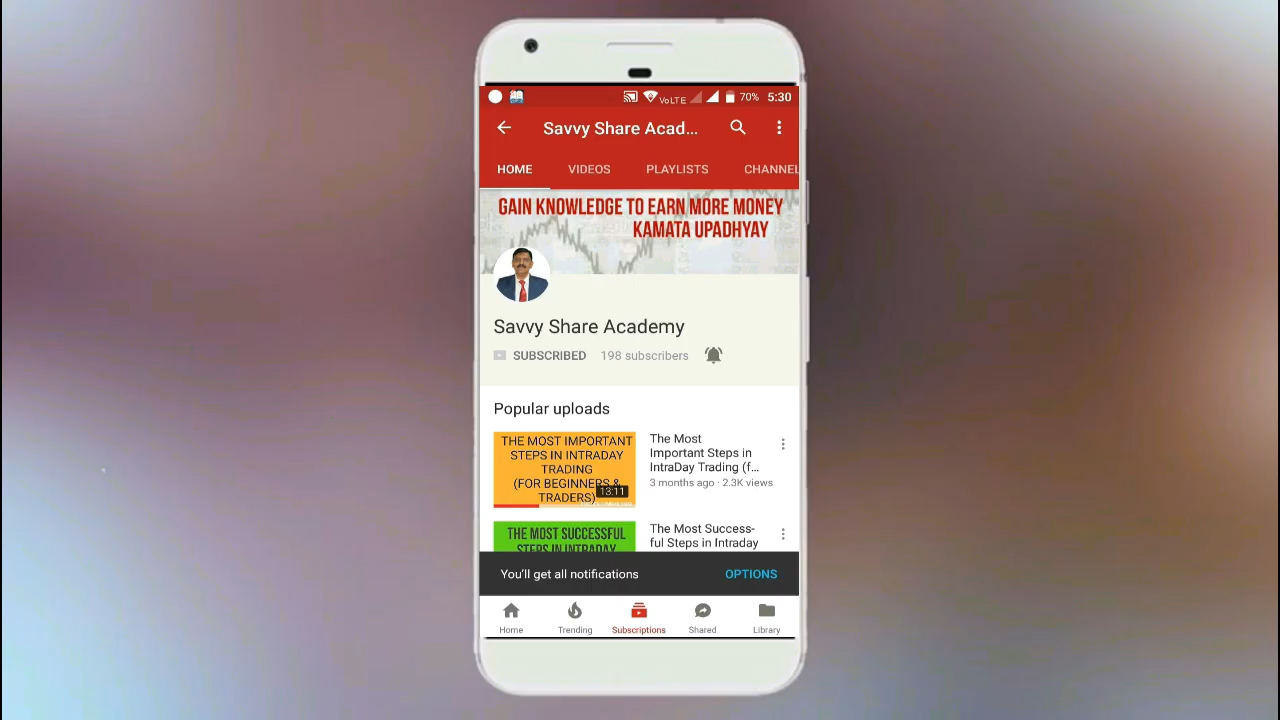 VoLTE 70% 5:30
Savvy Share Acad...
HOME VIDEOS PLAYLISTS CHANNEL
GAIN KNOWLEDGE TO EARN MORE MONEY
KAMATA UPADHYAY
Savvy Share Academy
SUBSCRIBED 198 subscribers
Popular uploads
THE MOST IMPORTANT
STEPS IN INTRADAY
TRADING
(FOR BEGINNERS &
TRADERS)
13:11
The Most
Important Steps in
IntraDay Trading (f...
3 months ago · 2.3K views
THE MOST SUCCESSFUL
STEPS IN INTRADAY
The Most Success-
ful Steps in Intraday
You'll get all notifications OPTIONS
Home Trending Subscriptions Shared Library